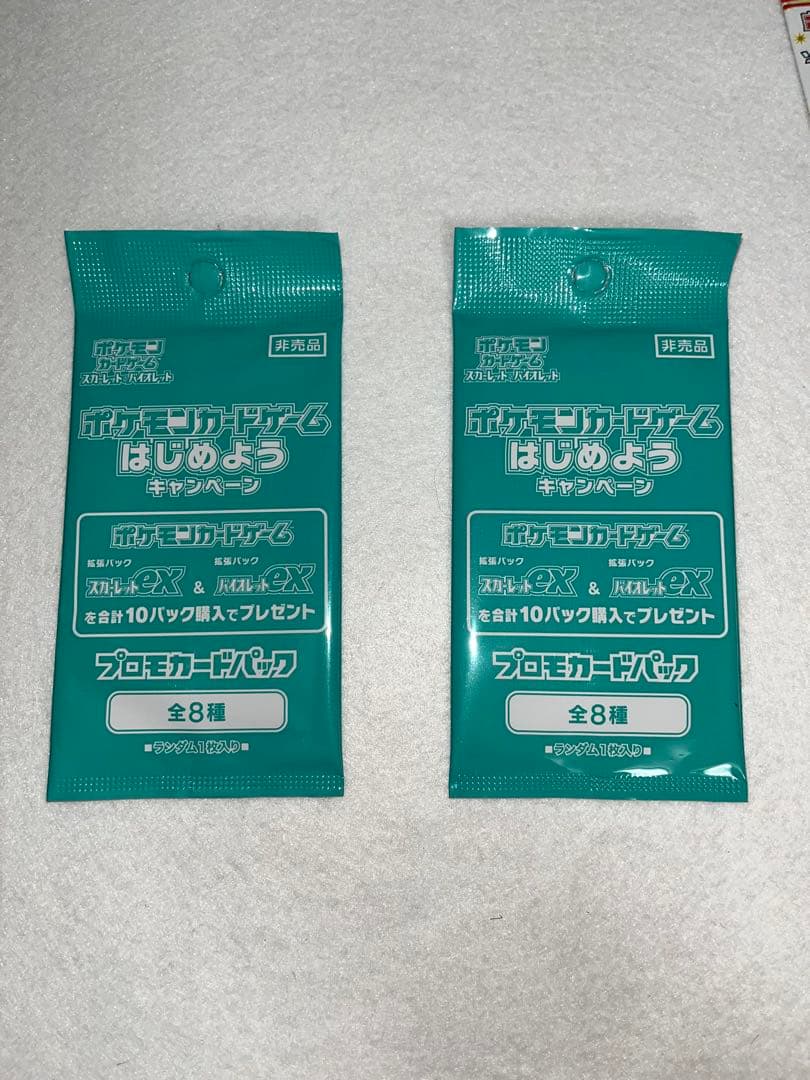 ポケモン
カードゲーム
スカーレット&バイオレット
非売品
ポケモンカードゲーム
はじめよう
キャンペーン
ポケモンカードゲーム
拡張パック 拡張パック
スカーレットex & バイオレットex
を合計10パック購入でプレゼント
プロモカードパック
全8種
■ランダム1枚入り■
ポケモン
カードゲーム
スカーレット&バイオレット
非売品
ポケモンカードゲーム
はじめよう
キャンペーン
ポケモンカードゲーム
拡張パック 拡張パック
スカーレットex & バイオレットex
を合計10パック購入でプレゼント
プロモカードパック
全8種
■ランダム1枚入り■